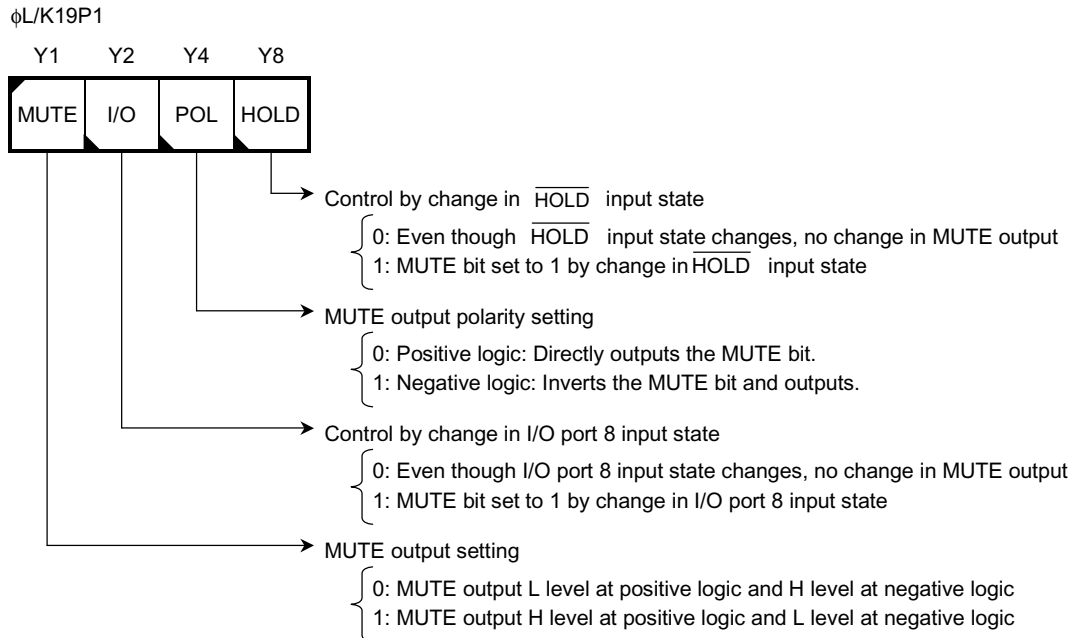 ϕL/K19P1
Y1 Y2 Y4 Y8
MUTE I/O POL HOLD
Control by change in HOLD input state
0: Even though HOLD input state changes, no change in MUTE output
1: MUTE bit set to 1 by change in HOLD input state
MUTE output polarity setting
0: Positive logic: Directly outputs the MUTE bit.
1: Negative logic: Inverts the MUTE bit and outputs.
Control by change in I/O port 8 input state
0: Even though I/O port 8 input state changes, no change in MUTE output
1: MUTE bit set to 1 by change in I/O port 8 input state
MUTE output setting
0: MUTE output L level at positive logic and H level at negative logic
1: MUTE output H level at positive logic and L level at negative logic